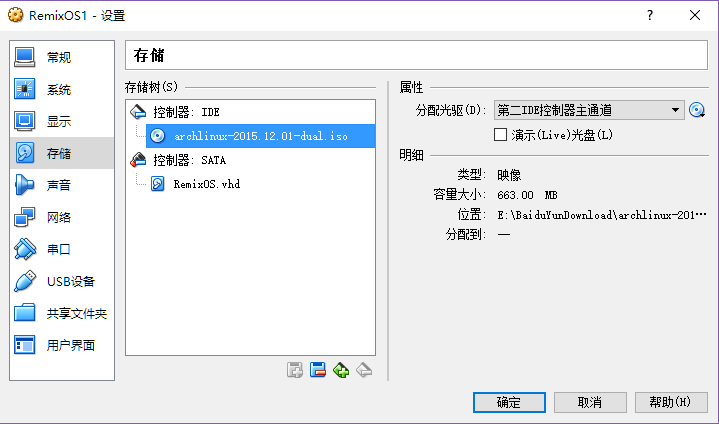 RemixOS1 - 设置
?
常规
系统
显示
存储
声音
网络
串口
USB设备
共享文件夹
用户界面
存储
存储树(S)
控制器: IDE
archlinux-2015.12.01-dual.iso
控制器: SATA
RemixOS.vhd
属性
分配光驱(D): 第二IDE控制器主通道
演示(Live)光盘(L)
明细
类型: 映像
容量大小: 663.00 MB
位置: E:\BaiduYunDownload\archlinux-201···
分配到: —
确定
取消
帮助(H)